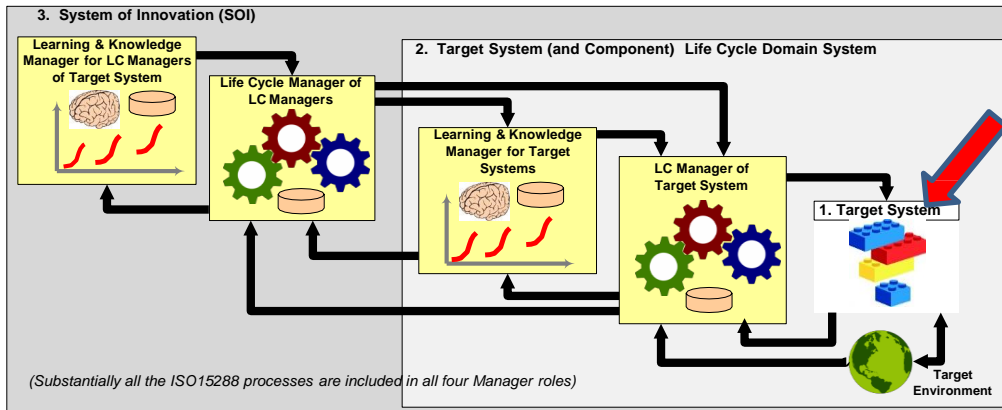 3. System of Innovation (SOI)
Learning & Knowledge
Manager for LC Managers
of Target System
2. Target System (and Component) Life Cycle Domain System
Life Cycle Manager of
LC Managers
Learning & Knowledge
Manager for Target
Systems
LC Manager of
Target System
1. Target System
(Substantially all the ISO15288 processes are included in all four Manager roles)
Target
Environment